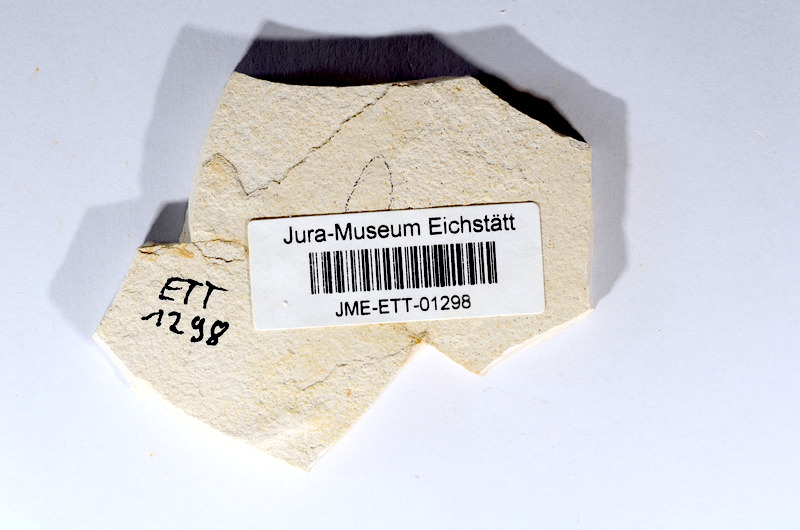 Jura-Museum Eichstätt
JME-ETT-01298
ETT
1298